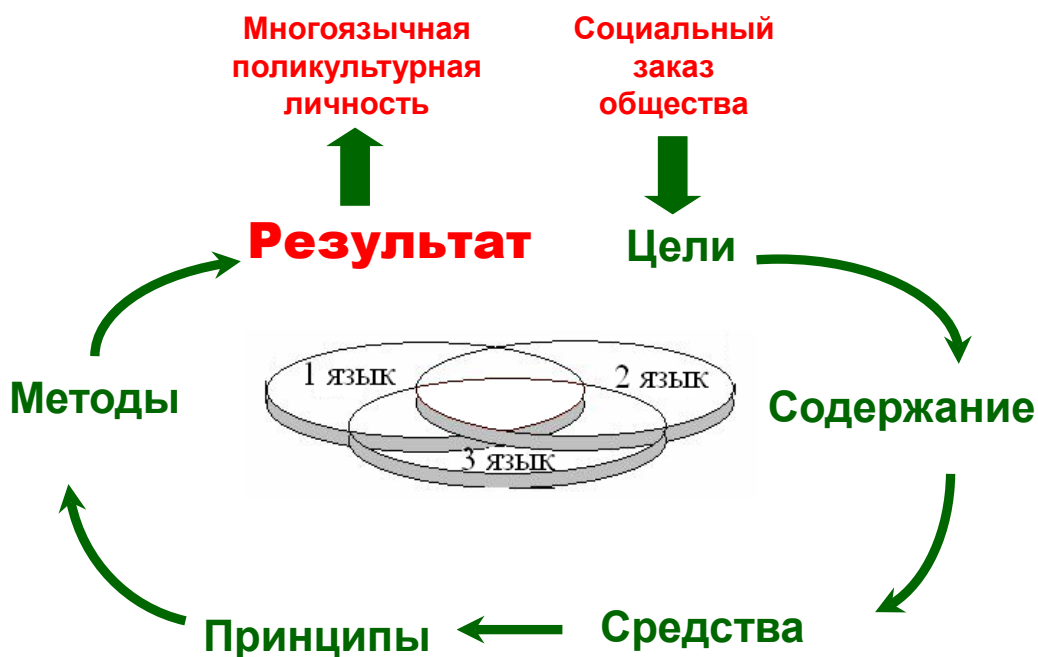 Многоязычная
поликультурная
личность
Социальный
заказ
общества
Результат
Цели
1 язык
2 язык
3 язык
Методы
Содержание
Принципы
Средства